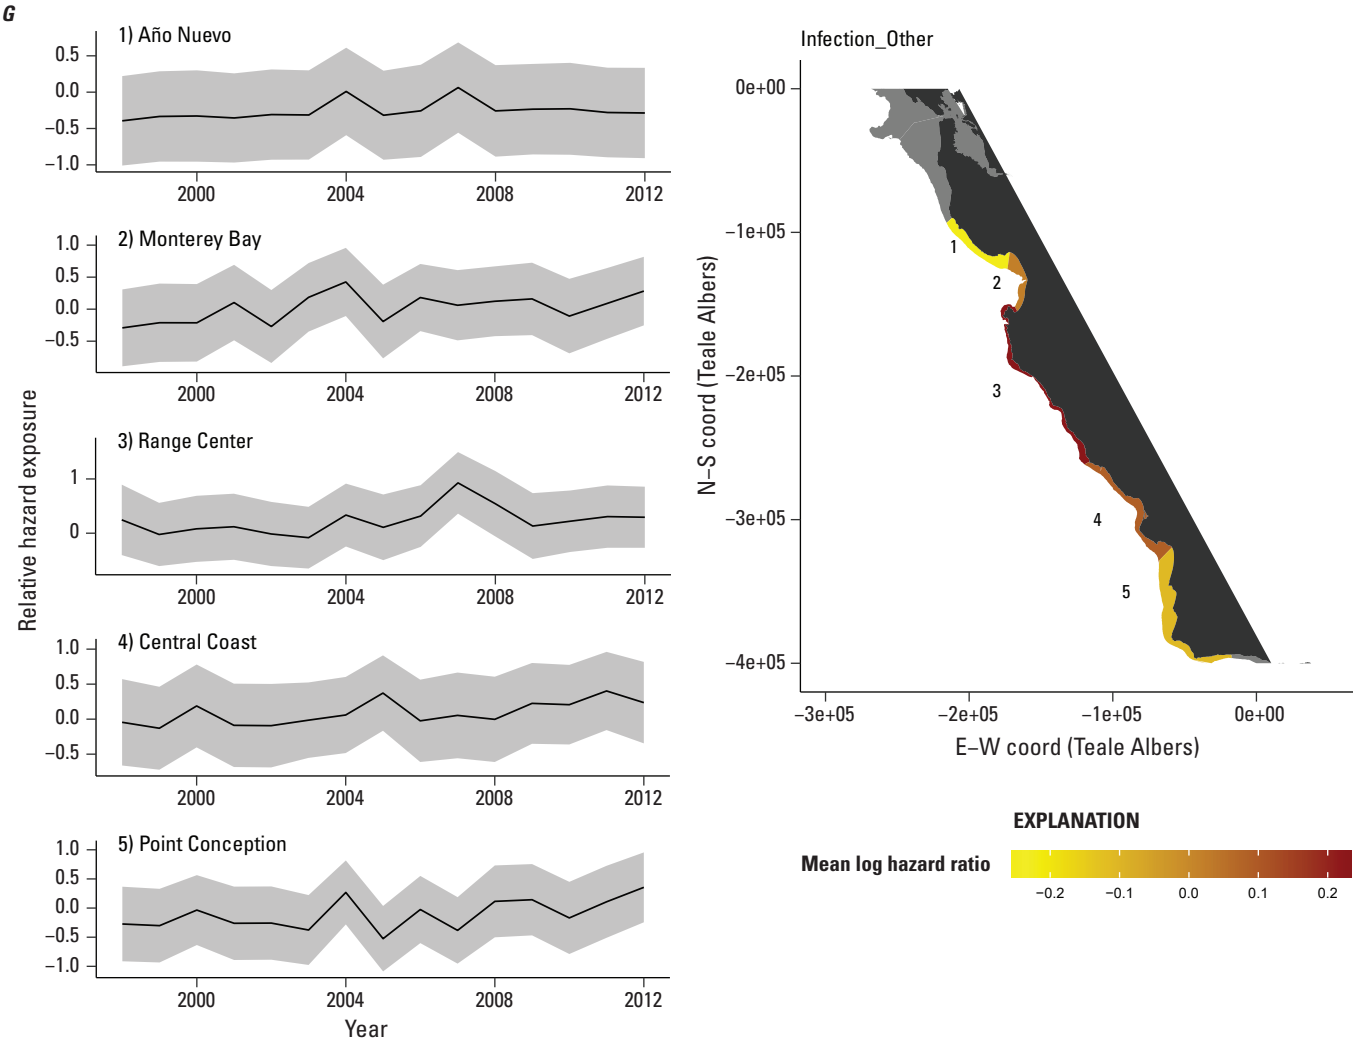 G
Relative hazard exposure
1) Año Nuevo
0.5
0.0
−0.5
−1.0
2000 2004 2008 2012
2) Monterey Bay
1.0
0.5
0.0
−0.5
2000 2004 2008 2012
3) Range Center
1
0
2000 2004 2008 2012
4) Central Coast
1.0
0.5
0.0
−0.5
2000 2004 2008 2012
5) Point Conception
1.0
0.5
0.0
−0.5
−1.0
2000 2004 2008 2012
Year
Infection_Other
N–S coord (Teale Albers)
0e+00
−1e+05
−2e+05
−3e+05
−4e+05
1
2
3
4
5
−3e+05 −2e+05 −1e+05 0e+00
E–W coord (Teale Albers)
EXPLANATION
Mean log hazard ratio
−0.2 −0.1 0.0 0.1 0.2